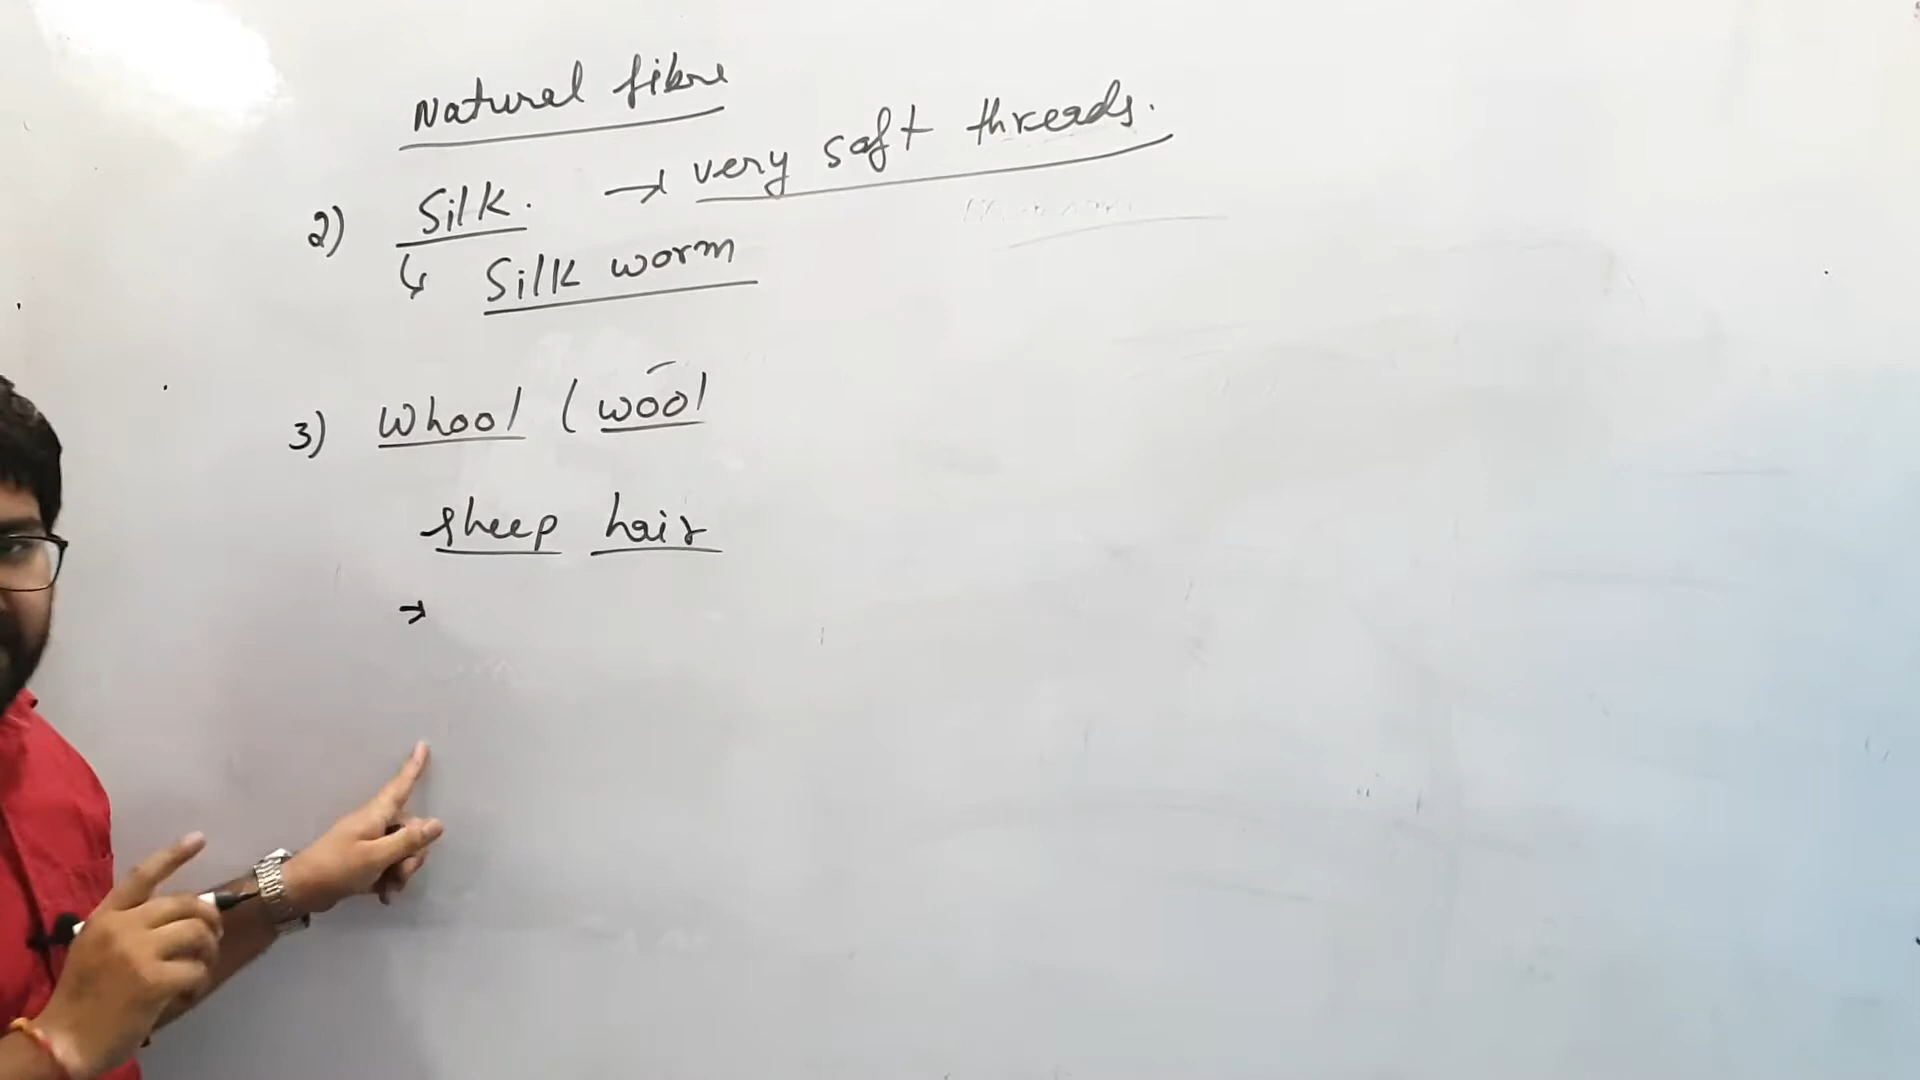 Natural fibre
2) Silk. → very soft threads.
↳ Silk worm
3) Whool ( wool
sheep hair
→